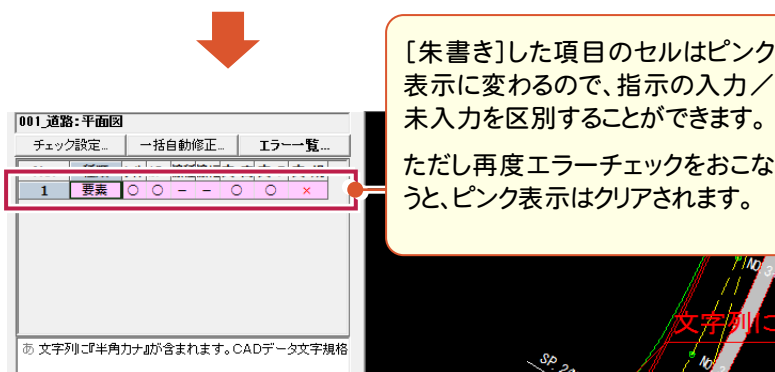 [朱書き]した項目のセルはピンク
表示に変わるので、指示の入力／
未入力を区別することができます。
ただし再度エラーチェックをおこな
うと、ピンク表示はクリアされます。
001_道路:平面図
チェック設定... 一括自動修正... エラー一覧...
1 要素 ○ ○ － － ○ ○ ×
あ 文字列に『半角カナ』が含まれます。CADデータ文字規格
文字列に
SP. 2
NO
NO 3